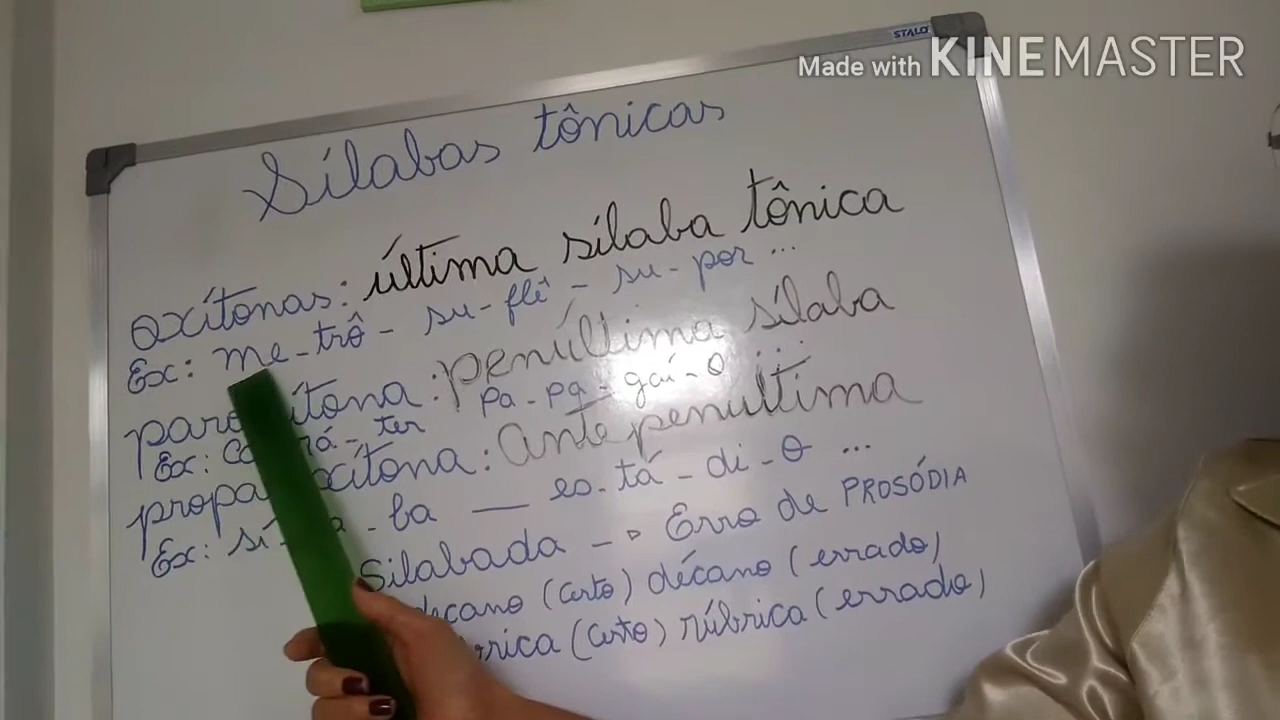 STALO
Made with KINEMASTER
Sílabas tônicas
oxítonas: última sílaba tônica
Ex: me-trô - su-flê - su-por ...
paroxítona: penúltima sílaba
Ex: ca-rá-ter pa-pa-gai-o ...
proparoxítona: antepenúltima
Ex: sí-la-ba — es-tá-di-o ...
Silabada -> Erro de PROSÓDIA
decano (certo) décano (errado)
rica (certo) rúbrica (errado)